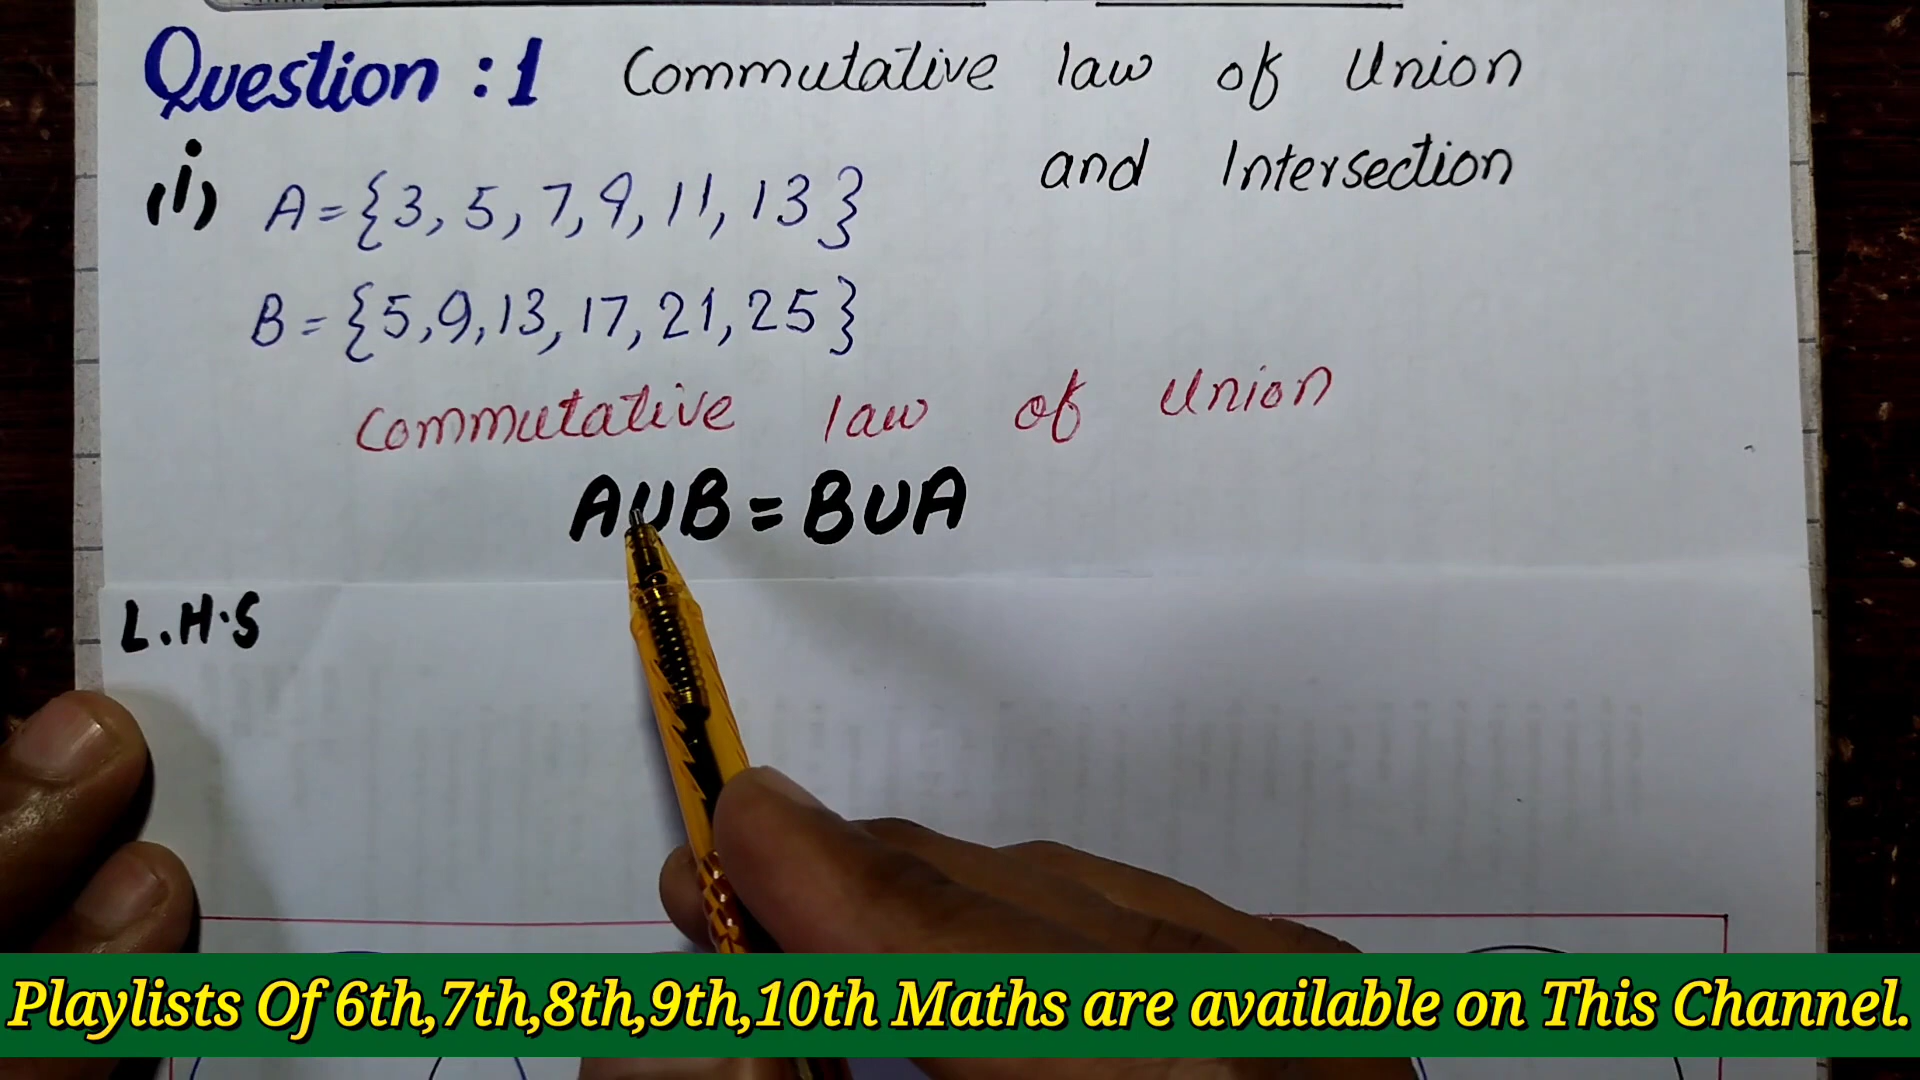 Question : 1 Commutative law of Union
and Intersection
(i) A = {3, 5, 7, 9, 11, 13}
B = {5, 9, 13, 17, 21, 25}
Commutative law of Union
AUB = BUA
L.H.S
Playlists Of 6th,7th,8th,9th,10th Maths are available on This Channel.